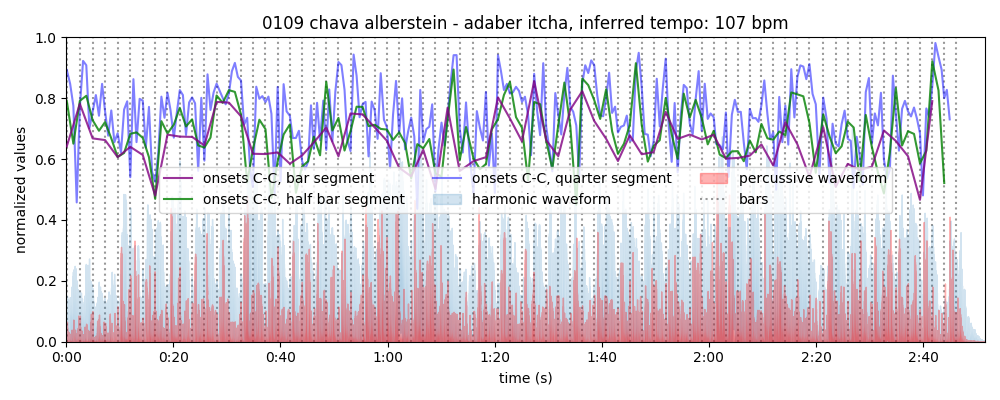 0109 chava alberstein - adaber itcha, inferred tempo: 107 bpm
1.0
0.8
0.6
0.4
0.2
0.0
normalized values
onsets C-C, bar segment
onsets C-C, half bar segment
onsets C-C, quarter segment
harmonic waveform
percussive waveform
bars
0:00 0:20 0:40 1:00 1:20 1:40 2:00 2:20 2:40
time (s)